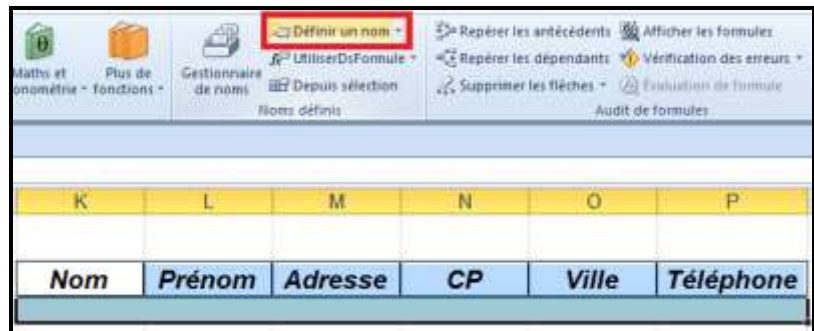 Définir un nom
Repérer les antécédents
Afficher les formules
UtiliserDsFormule
Repérer les dépendants
Vérification des erreurs
Maths et
onométrie
Plus de
fonctions
Gestionnaire
de noms
Depuis sélection
Supprimer les flèches
Évaluation de formule
Noms définis
Audit de formules
K L M N O P
Nom Prénom Adresse CP Ville Téléphone